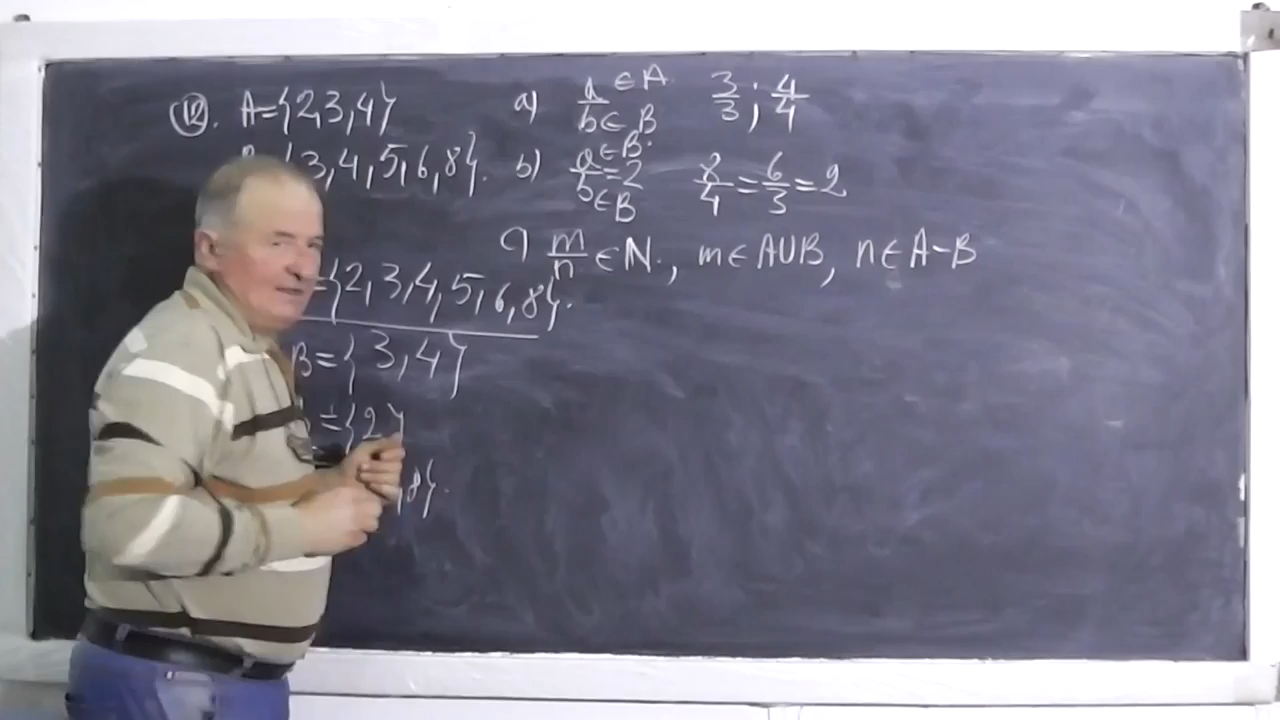 12. A={2,3,4}
{3,4,5,6,8}.
={2,3,4,5,6,8}.
B={3,4}
={2}
,8}.
a) a/b ∈A ∈B 3/3 ; 4/4
b) a/b=2 ∈B. ∈B 8/4=6/3=2
c) m/n ∈ N., m∈A∪B, n∈A-B